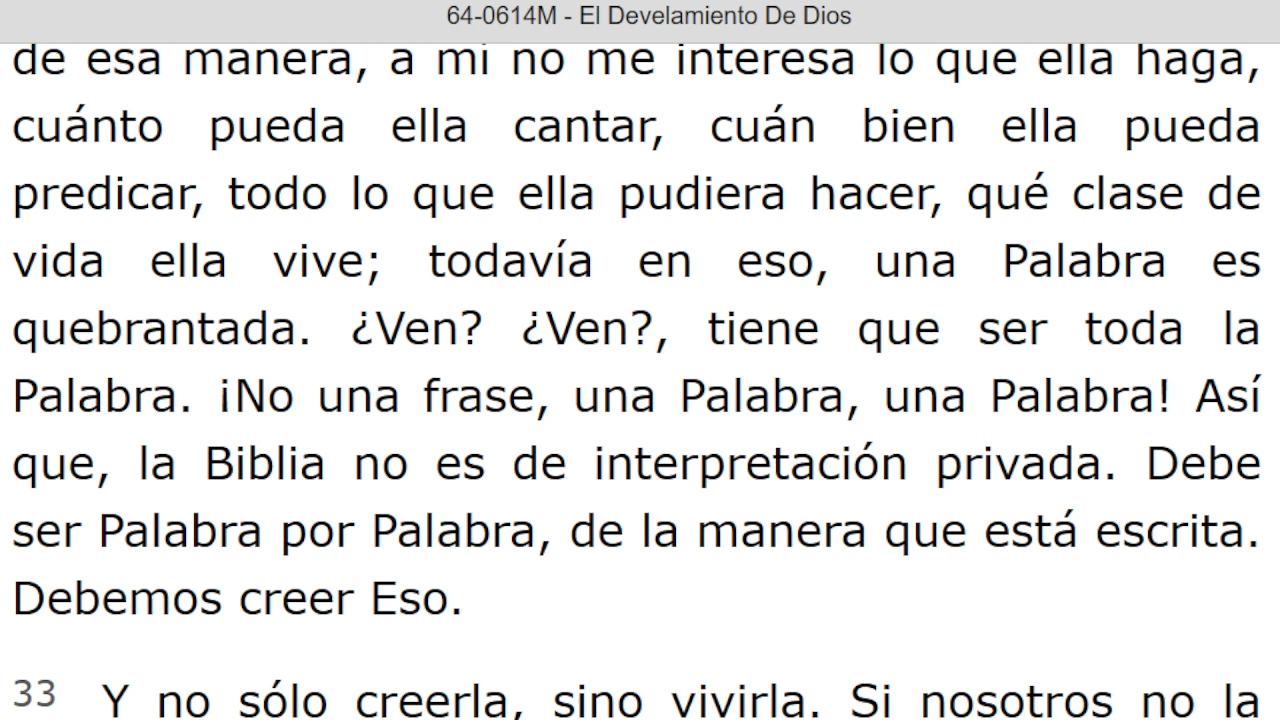 64-0614M - El Develamiento De Dios
de esa manera, a mí no me interesa lo que ella haga,
cuánto pueda ella cantar, cuán bien ella pueda
predicar, todo lo que ella pudiera hacer, qué clase de
vida ella vive; todavía en eso, una Palabra es
quebrantada. ¿Ven? ¿Ven?, tiene que ser toda la
Palabra. ¡No una frase, una Palabra, una Palabra! Así
que, la Biblia no es de interpretación privada. Debe
ser Palabra por Palabra, de la manera que está escrita.
Debemos creer Eso.
33 Y no sólo creerla, sino vivirla. Si nosotros no la